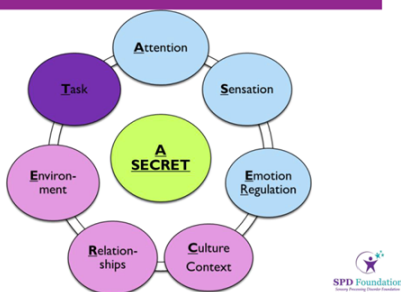 Attention
Task
Sensation
A
SECRET
Environ-
ment
Emotion
Regulation
Relation-
ships
Culture
Context
SPD Foundation
Sensory Processing Disorder Foundation